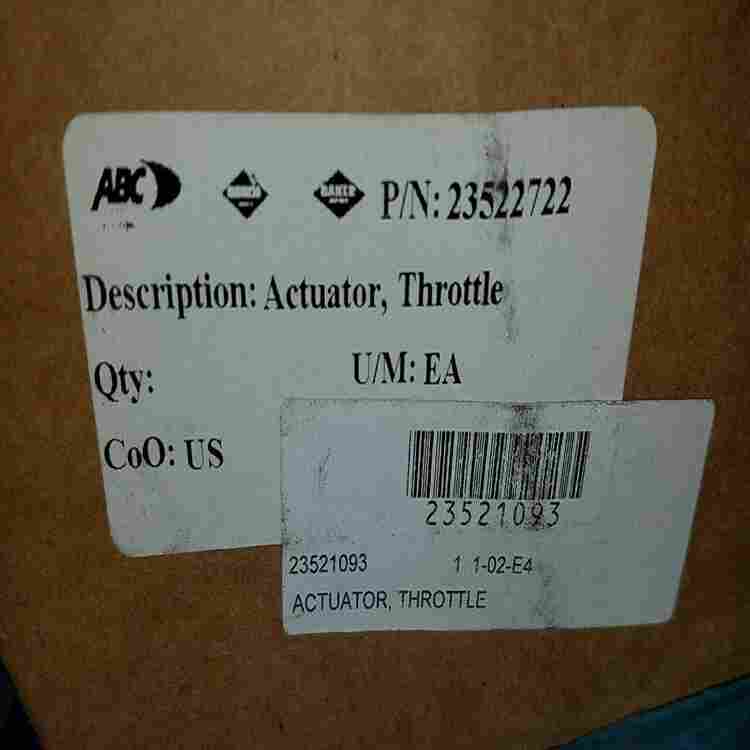 ABC P/N: 23522722
Description: Actuator, Throttle
Qty: U/M: EA
CoO: US
23521093
23521093 1 1-02-E4
ACTUATOR, THROTTLE